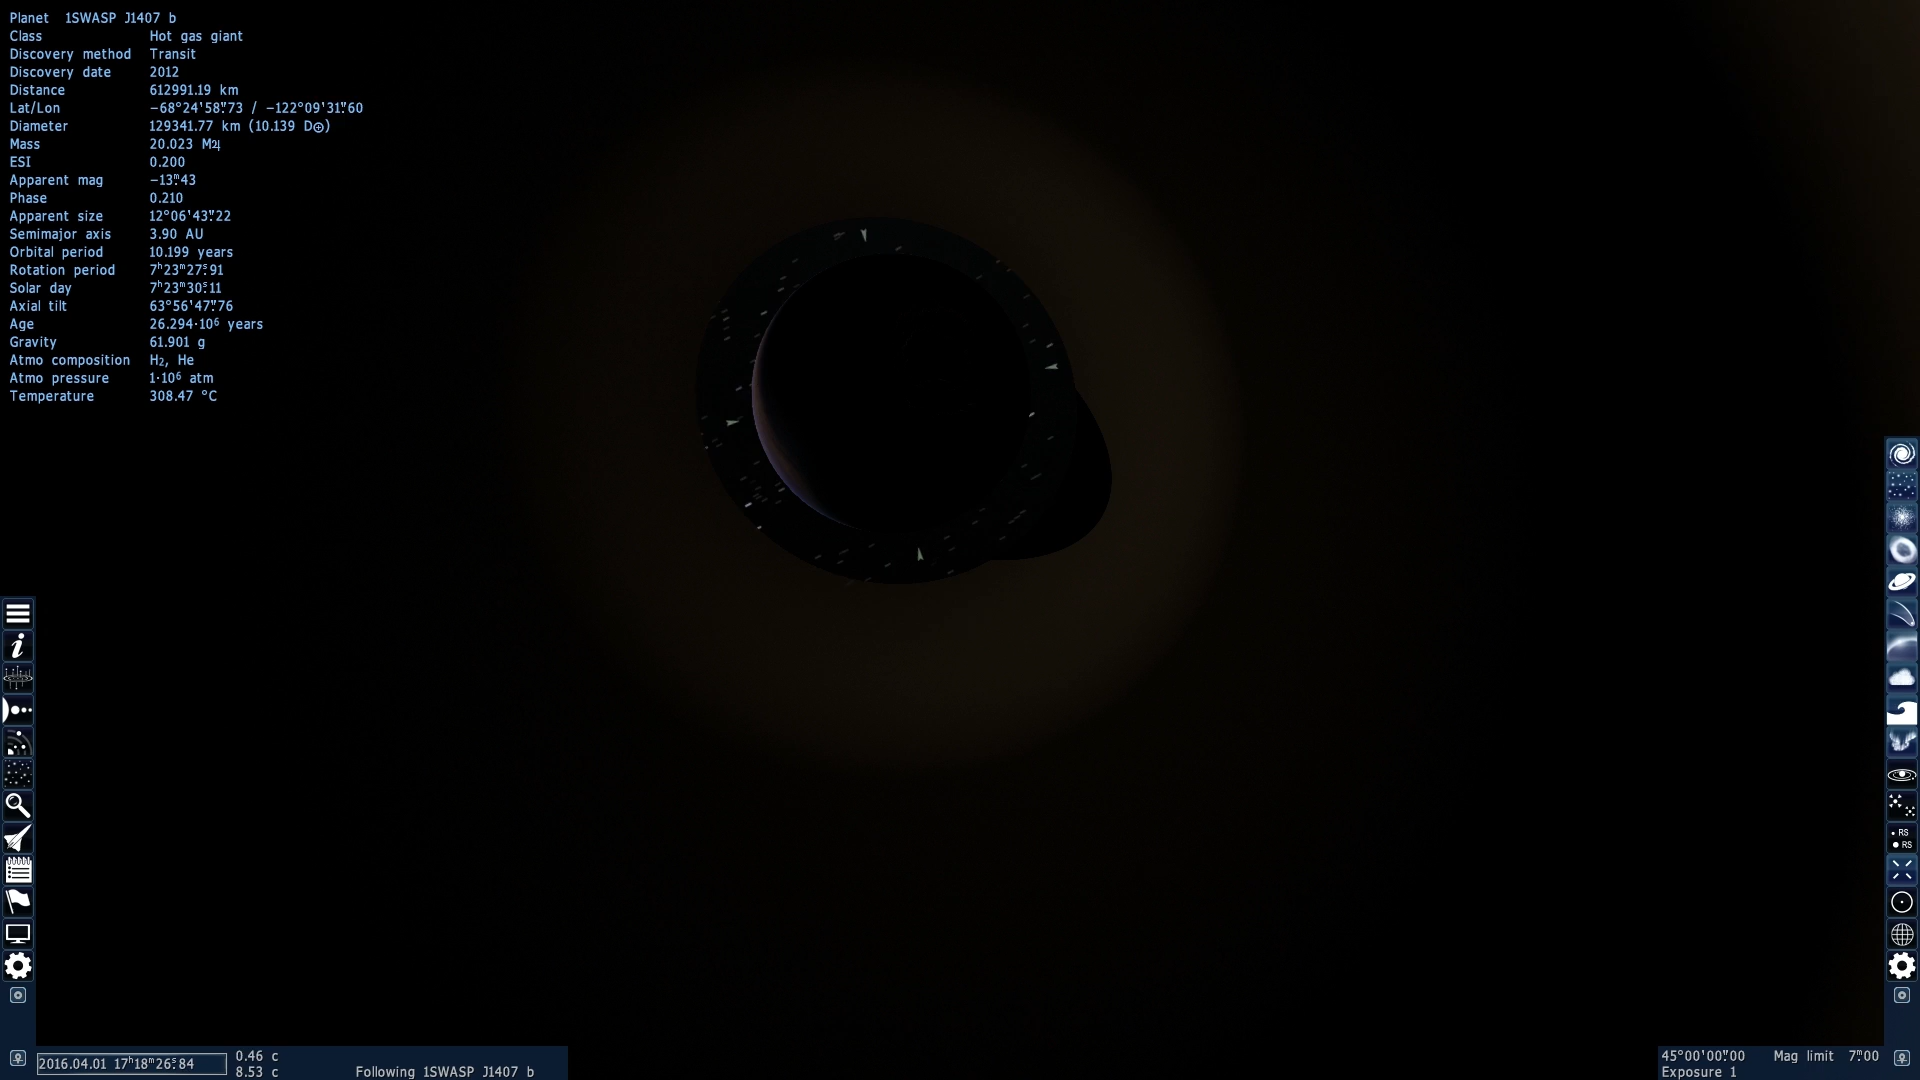 Planet 1SWASP J1407 b
Class Hot gas giant
Discovery method Transit
Discovery date 2012
Distance 612991.19 km
Lat/Lon −68°24'58".73 / −122°09'31".60
Diameter 129341.77 km (10.139 D⊕)
Mass 20.023 M♃
ESI 0.200
Apparent mag −13ᵐ.43
Phase 0.210
Apparent size 12°06'43".22
Semimajor axis 3.90 AU
Orbital period 10.199 years
Rotation period 7ʰ23ᵐ27ˢ.91
Solar day 7ʰ23ᵐ30ˢ.11
Axial tilt 63°56'47".76
Age 26.294·10⁶ years
Gravity 61.901 g
Atmo composition H₂, He
Atmo pressure 1·10⁶ atm
Temperature 308.47 °C
RS
RS
2016.04.01 17ʰ18ᵐ26ˢ.84
0.46 c
8.53 c
Following 1SWASP J1407 b
45°00'00".00 Mag limit 7ᵐ.00
Exposure 1